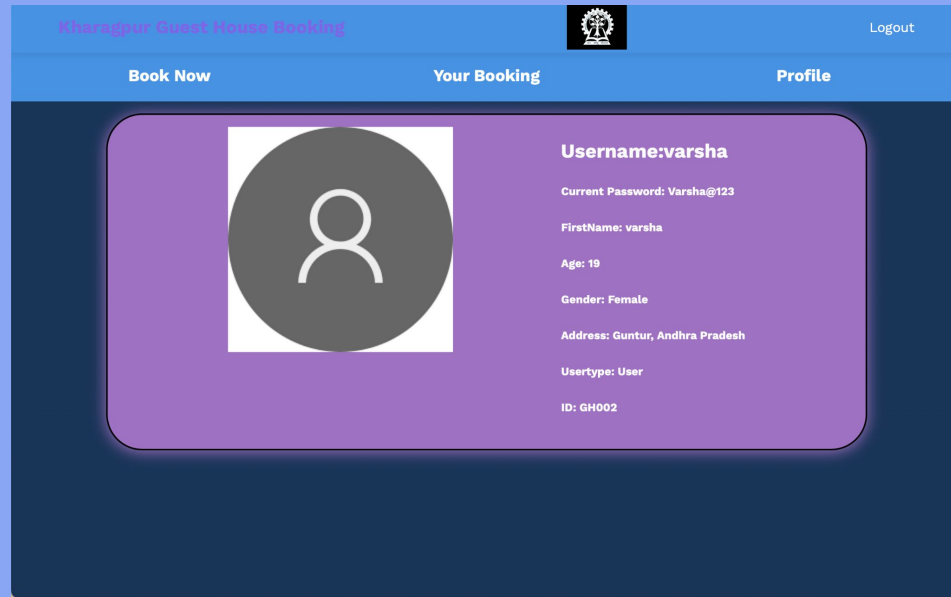 Kharagpur Guest House Booking
Logout
Book Now
Your Booking
Profile
Username:varsha
Current Password: Varsha@123
FirstName: varsha
Age: 19
Gender: Female
Address: Guntur, Andhra Pradesh
Usertype: User
ID: GH002